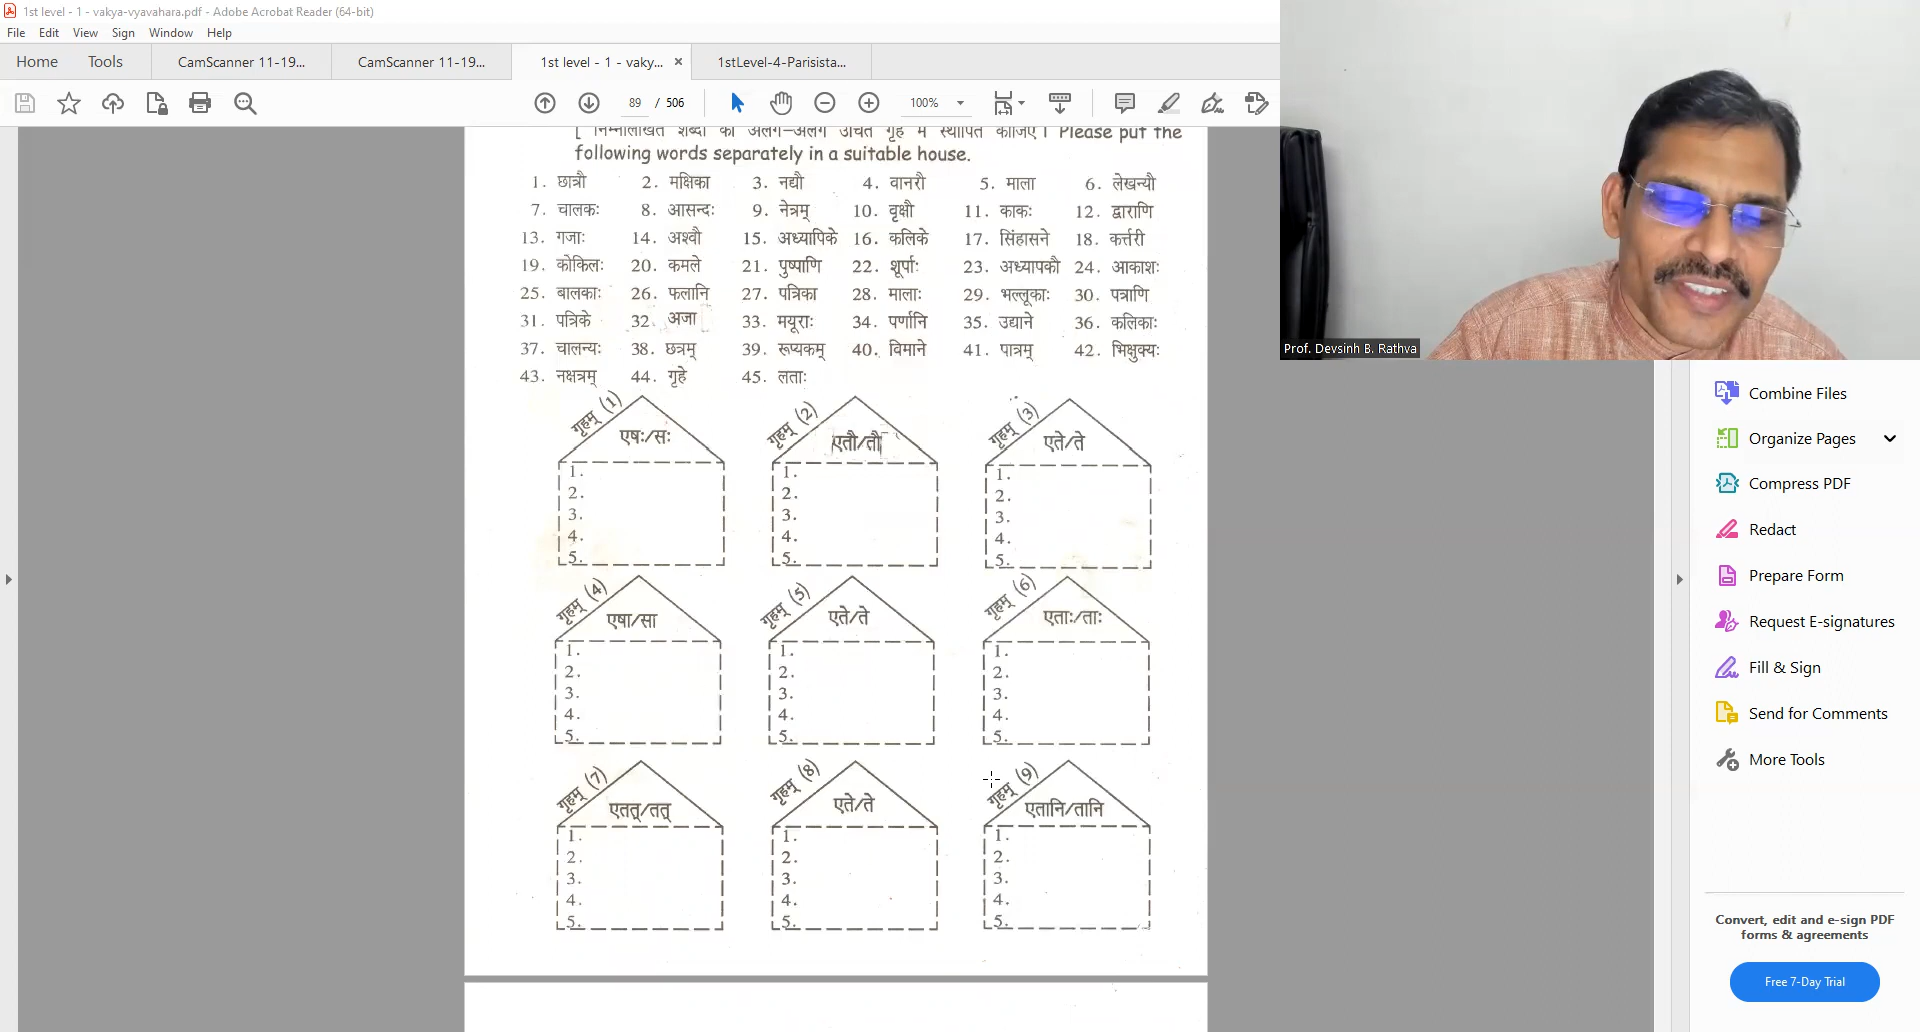 1st level - 1 - vakya-vyavahara.pdf - Adobe Acrobat Reader (64-bit)
File Edit View Sign Window Help
Home Tools CamScanner 11-19... CamScanner 11-19... 1st level - 1 - vaky... × 1stLevel-4-Parisista...
89 / 506 100%
[ निम्नलिखित शब्दों को अलग-अलग उचित गृह में स्थापित कीजिए । Please put the
following words separately in a suitable house.
1. छात्रौ 2. मक्षिका 3. नद्यौ 4. वानरौ 5. माला 6. लेखन्यौ
7. चालकः 8. आसन्दः 9. नेत्रम् 10. वृक्षौ 11. काकः 12. द्वाराणि
13. गजाः 14. अश्वौ 15. अध्यापिके 16. कलिके 17. सिंहासने 18. कर्त्तरी
19. कोकिलः 20. कमले 21. पुष्पाणि 22. शूर्पाः 23. अध्यापकौ 24. आकाशः
25. बालकाः 26. फलानि 27. पत्रिका 28. मालाः 29. भल्लूकाः 30. पत्राणि
31. पत्रिके 32. अजा 33. मयूराः 34. पर्णानि 35. उद्याने 36. कलिकाः
37. चालन्यः 38. छत्रम् 39. रूप्यकम् 40. विमाने 41. पात्रम् 42. भिक्षुक्यः
43. नक्षत्रम् 44. गृहे 45. लताः
गृहम् (1) गृहम् (2) गृहम् (3)
एषः/सः एतौ/तौ एते/ते
1. 1. 1.
2. 2. 2.
3. 3. 3.
4. 4. 4.
5. 5. 5.
गृहम् (4) गृहम् (5) गृहम् (6)
एषा/सा एते/ते एताः/ताः
1. 1. 1.
2. 2. 2.
3. 3. 3.
4. 4. 4.
5. 5. 5.
गृहम् (7) गृहम् (8) गृहम् (9)
एतत्/तत् एते/ते एतानि/तानि
1. 1. 1.
2. 2. 2.
3. 3. 3.
4. 4. 4.
5. 5. 5.
Prof. Devsinh B. Rathva
Combine Files
Organize Pages
Compress PDF
Redact
Prepare Form
Request E-signatures
Fill & Sign
Send for Comments
More Tools
Convert, edit and e-sign PDF
forms & agreements
Free 7-Day Trial